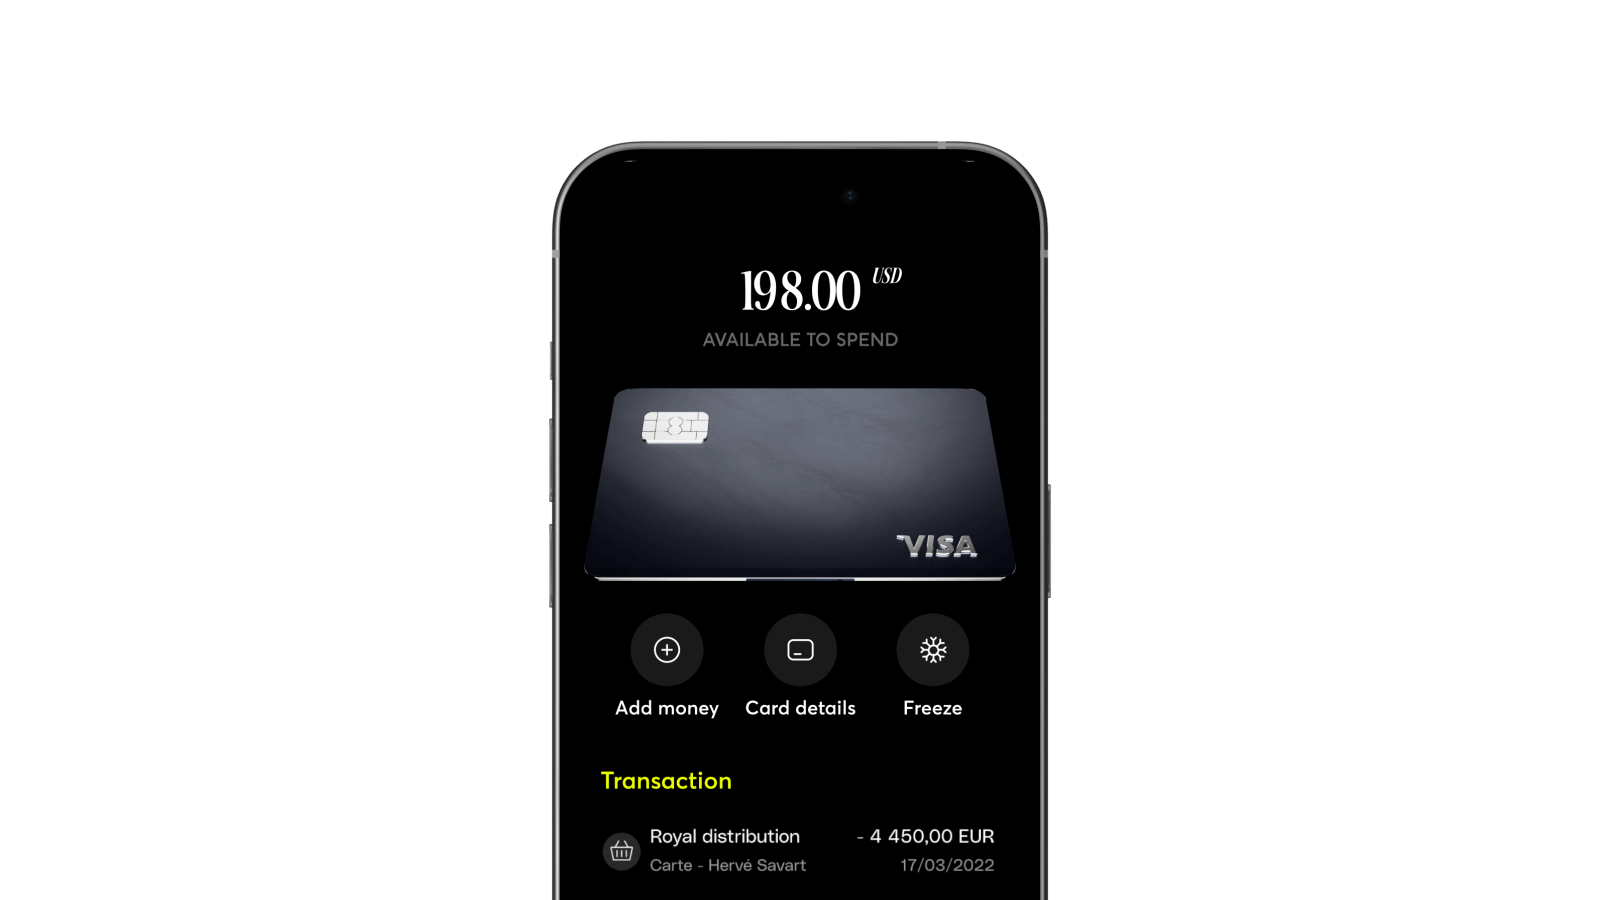 198.00 USD
AVAILABLE TO SPEND
VISA
Add money
Card details
Freeze
Transaction
Royal distribution
- 4 450,00 EUR
Carte - Hervé Savart
17/03/2022